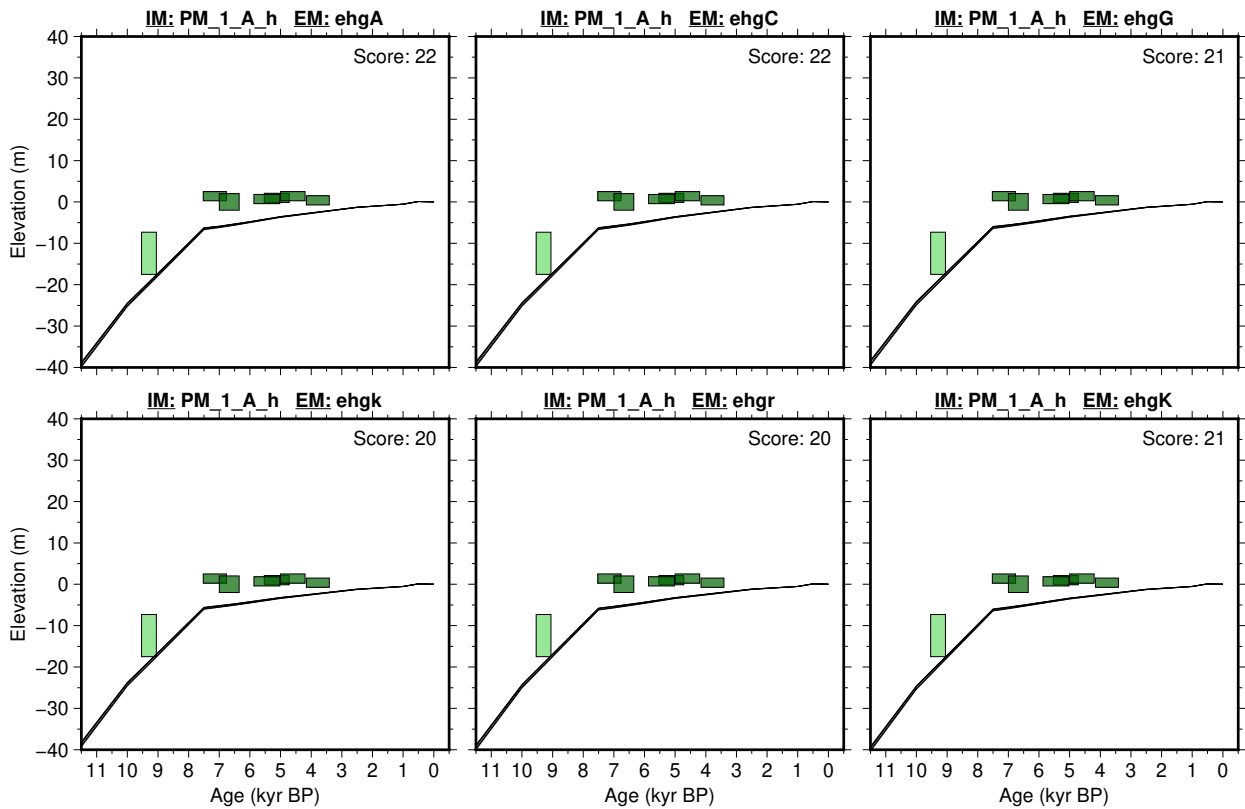 IM: PM_1_A_h EM: ehgA
IM: PM_1_A_h EM: ehgC
IM: PM_1_A_h EM: ehgG
Score: 22
Score: 22
Score: 21
40
30
20
10
0
−10
−20
−30
−40
Elevation (m)
IM: PM_1_A_h EM: ehgk
IM: PM_1_A_h EM: ehgr
IM: PM_1_A_h EM: ehgK
Score: 20
Score: 20
Score: 21
40
30
20
10
0
−10
−20
−30
−40
Elevation (m)
11 10 9 8 7 6 5 4 3 2 1 0
11 10 9 8 7 6 5 4 3 2 1 0
11 10 9 8 7 6 5 4 3 2 1 0
Age (kyr BP)
Age (kyr BP)
Age (kyr BP)